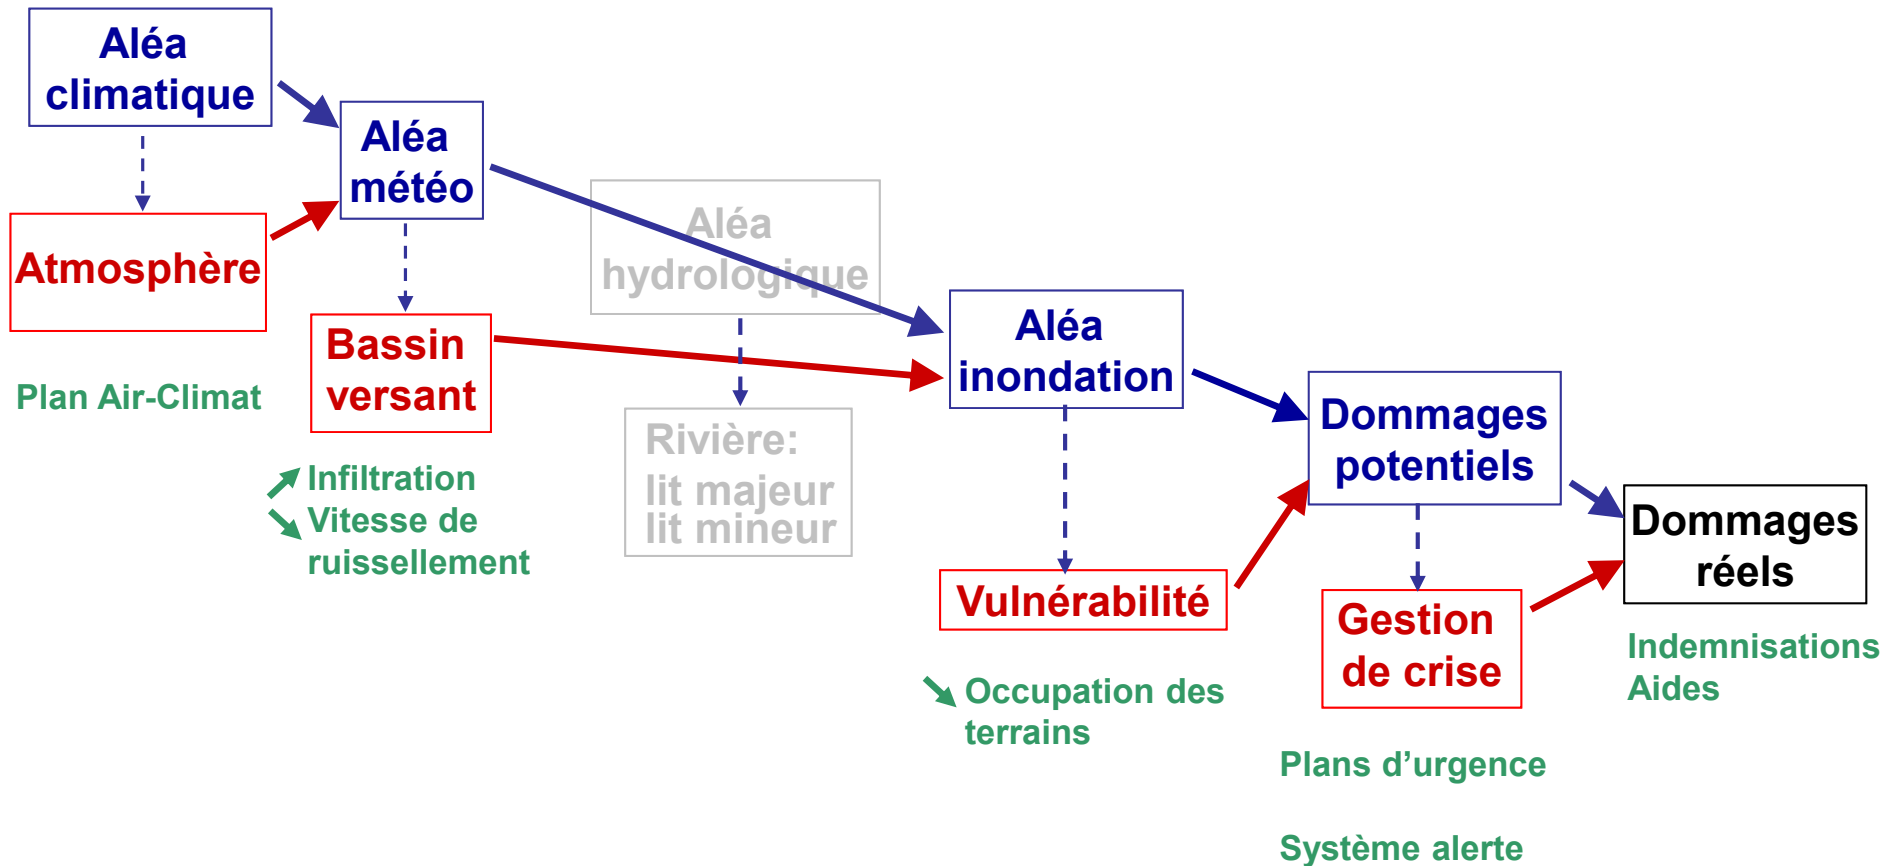 Aléa
climatique
Aléa
météo
Atmosphère
Plan Air-Climat
Bassin
versant
Infiltration
Vitesse de
ruissellement
Aléa
hydrologique
Rivière:
lit majeur
lit mineur
Aléa
inondation
Vulnérabilité
Occupation des
terrains
Dommages
potentiels
Gestion
de crise
Plans d’urgence
Système alerte
Dommages
réels
Indemnisations
Aides